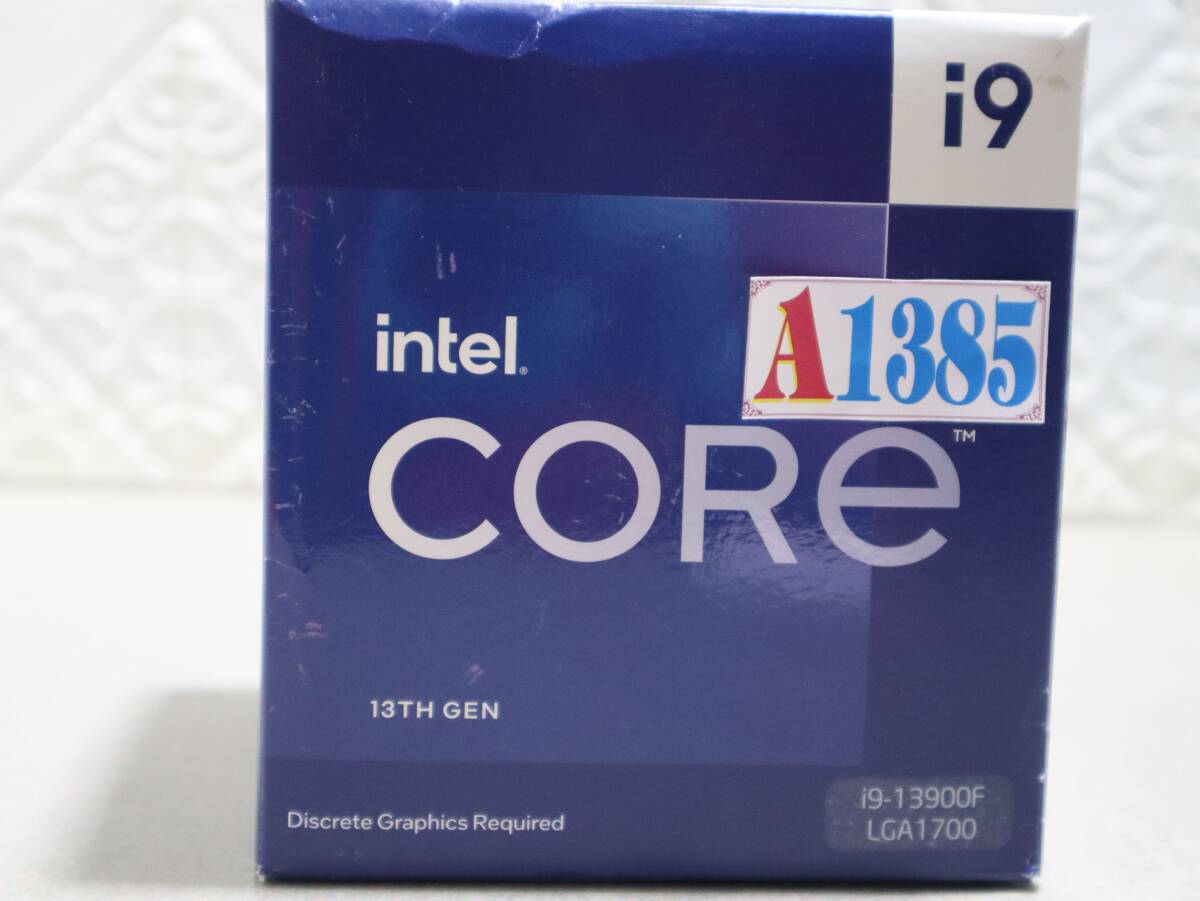 i9
A1385
intel®
CORe™
13TH GEN
i9-13900F
LGA1700
Discrete Graphics Required